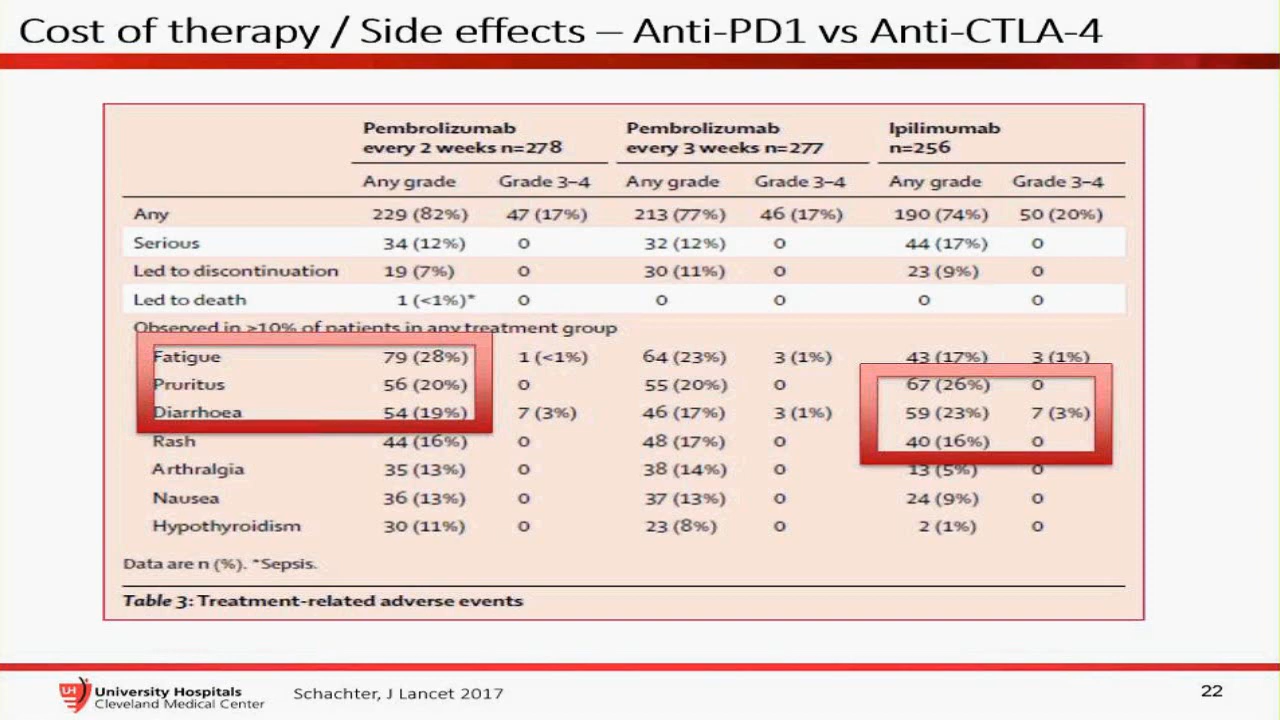 Cost of therapy / Side effects – Anti-PD1 vs Anti-CTLA-4
Pembrolizumab every 2 weeks n=278 Pembrolizumab every 3 weeks n=277 Ipilimumab n=256
Any grade Grade 3–4 Any grade Grade 3–4 Any grade Grade 3–4
Any 229 (82%) 47 (17%) 213 (77%) 46 (17%) 190 (74%) 50 (20%)
Serious 34 (12%) 0 32 (12%) 0 44 (17%) 0
Led to discontinuation 19 (7%) 0 30 (11%) 0 23 (9%) 0
Led to death 1 (<1%)* 0 0 0 0 0
Observed in ≥10% of patients in any treatment group
Fatigue 79 (28%) 1 (<1%) 64 (23%) 3 (1%) 43 (17%) 3 (1%)
Pruritus 56 (20%) 0 55 (20%) 0 67 (26%) 0
Diarrhoea 54 (19%) 7 (3%) 46 (17%) 3 (1%) 59 (23%) 7 (3%)
Rash 44 (16%) 0 48 (17%) 0 40 (16%) 0
Arthralgia 35 (13%) 0 38 (14%) 0 13 (5%) 0
Nausea 36 (13%) 0 37 (13%) 0 24 (9%) 0
Hypothyroidism 30 (11%) 0 23 (8%) 0 2 (1%) 0
Data are n (%). *Sepsis.
Table 3: Treatment-related adverse events
UH
University Hospitals
Cleveland Medical Center
Schachter, J Lancet 2017
22